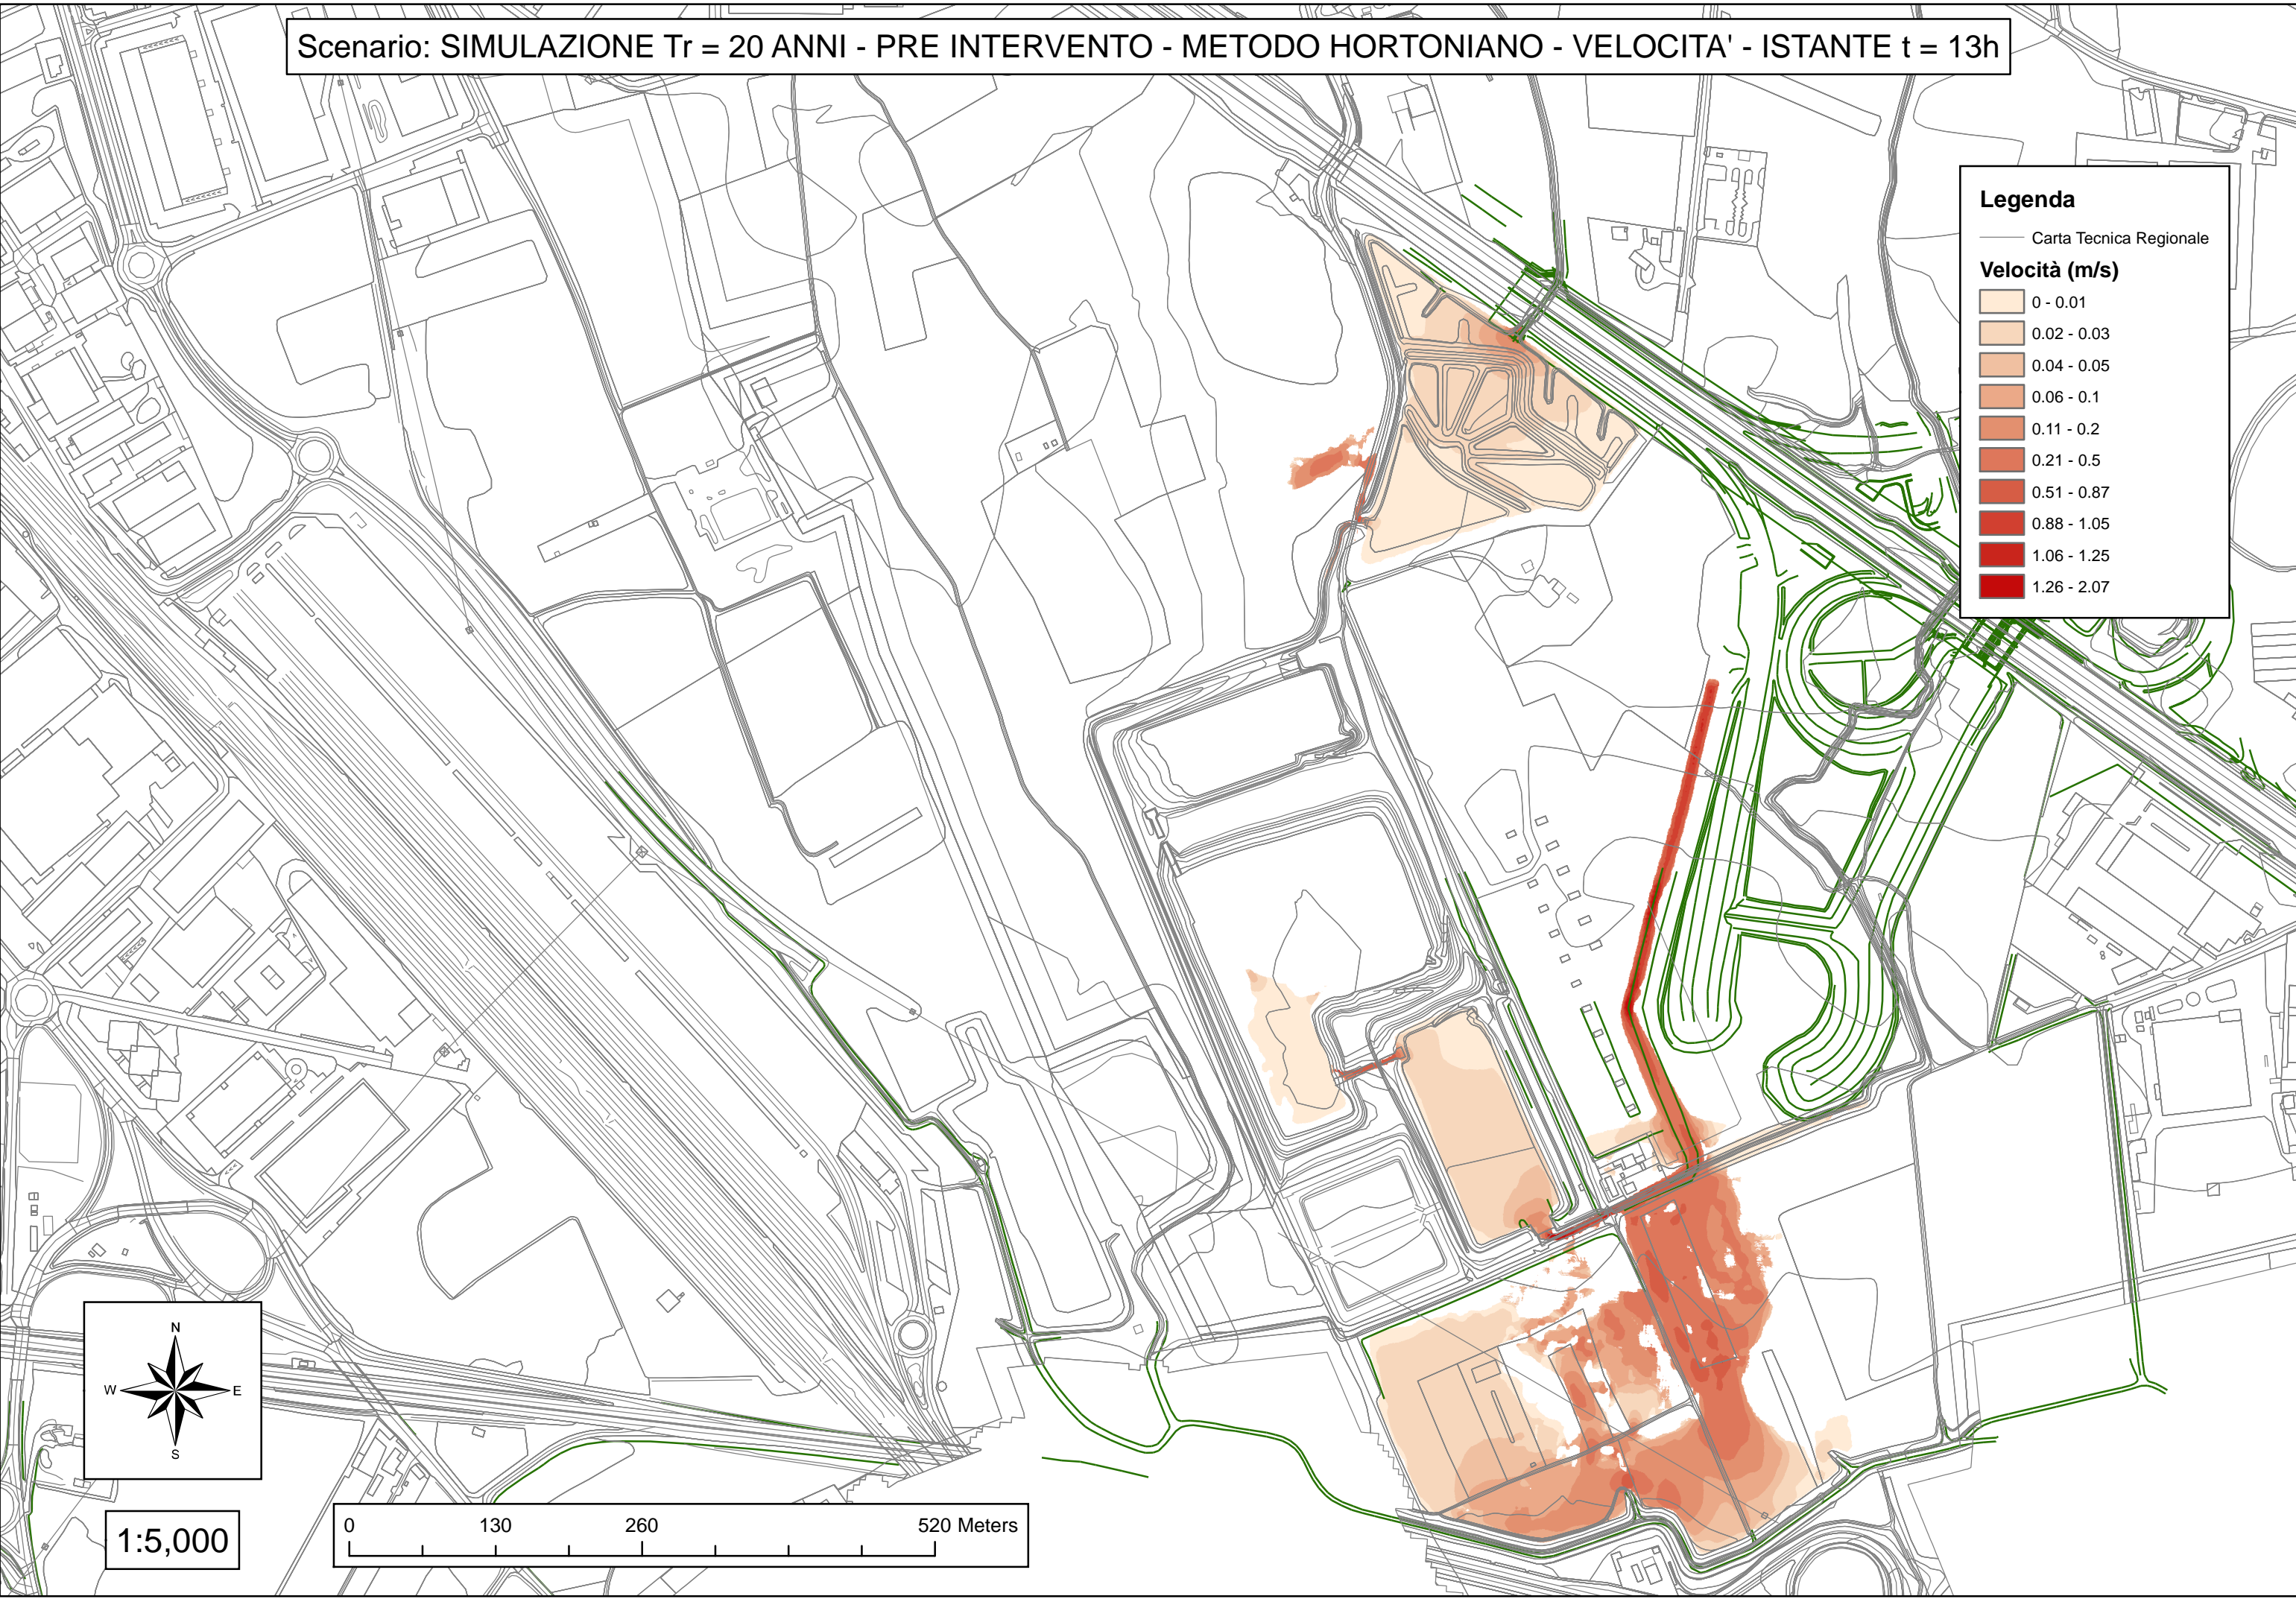 Scenario: SIMULAZIONE Tr = 20 ANNI - PRE INTERVENTO - METODO HORTONIANO - VELOCITA' - ISTANTE t = 13h
Legenda
Carta Tecnica Regionale
Velocità (m/s)
0 - 0.01
0.02 - 0.03
0.04 - 0.05
0.06 - 0.1
0.11 - 0.2
0.21 - 0.5
0.51 - 0.87
0.88 - 1.05
1.06 - 1.25
1.26 - 2.07
N
W E
S
1:5,000
0 130 260 520 Meters